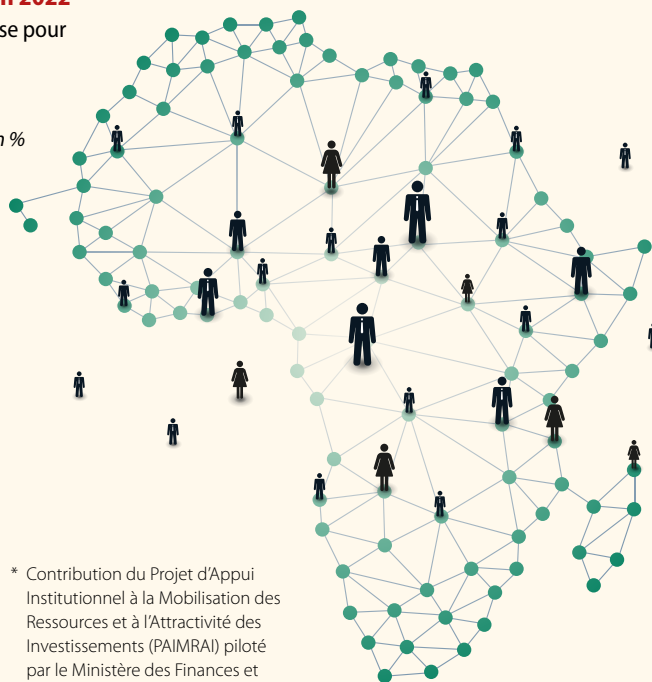 n 2022
se pour
n %
* Contribution du Projet d'Appui
Institutionnel à la Mobilisation des
Ressources et à l'Attractivité des
Investissements (PAIMRAI) piloté
par le Ministère des Finances et